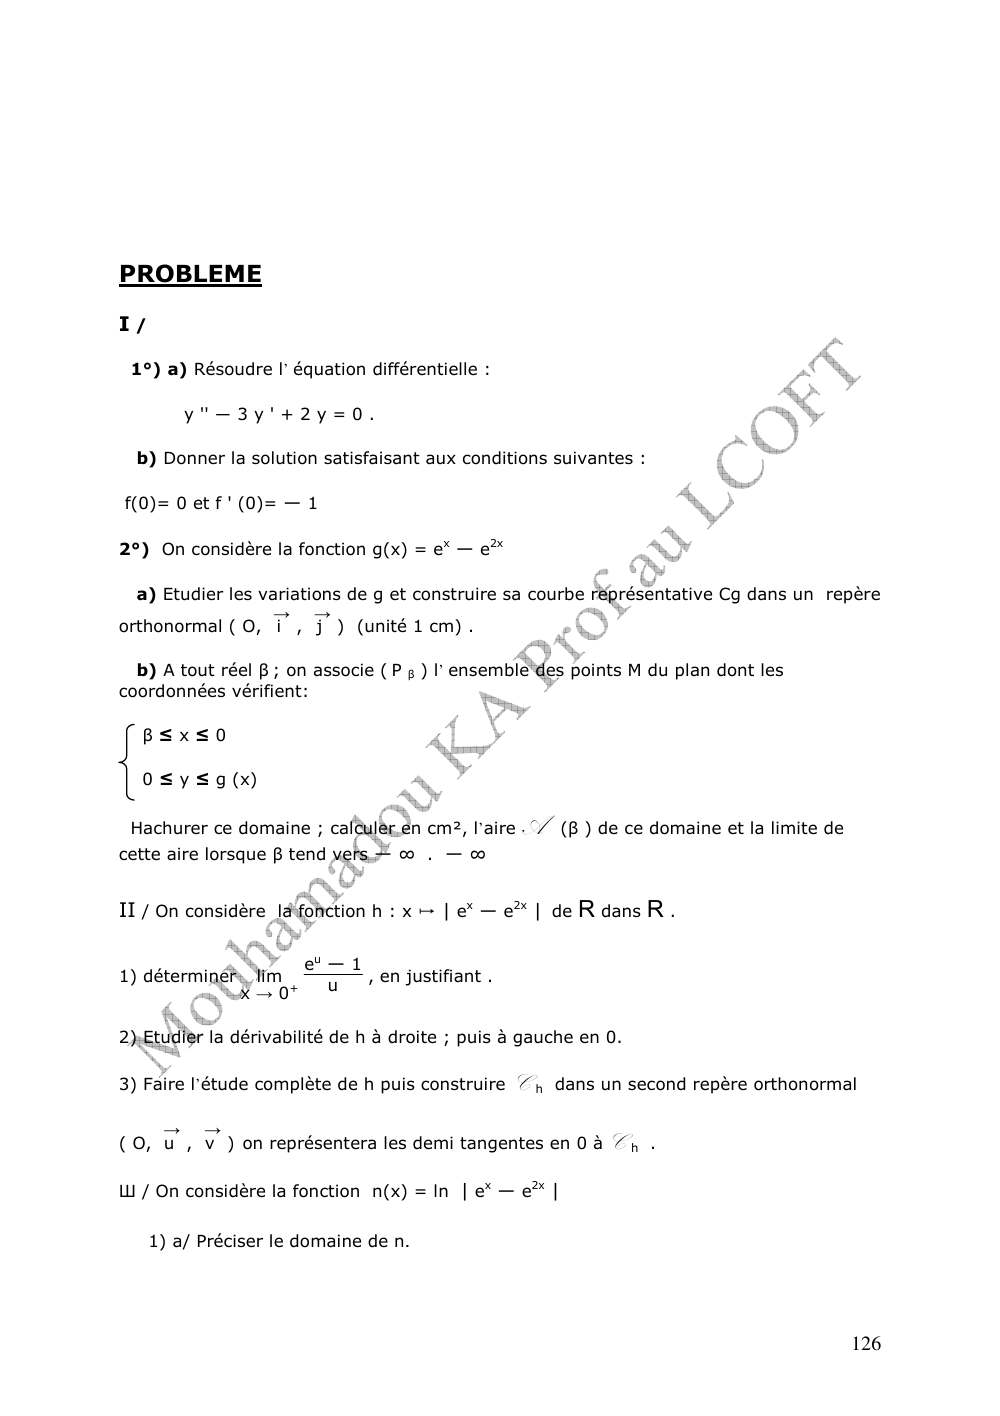 PROBLEME
I /
1°) a) Résoudre l’ équation différentielle :
y '' — 3 y ' + 2 y = 0 .
b) Donner la solution satisfaisant aux conditions suivantes :
f(0)= 0 et f ' (0)= — 1
2°) On considère la fonction g(x) = eˣ — e²ˣ
a) Etudier les variations de g et construire sa courbe représentative Cg dans un repère
orthonormal ( O, i→ , j→ ) (unité 1 cm) .
b) A tout réel β ; on associe ( P β ) l’ ensemble des points M du plan dont les
coordonnées vérifient:
β ≤ x ≤ 0
0 ≤ y ≤ g (x)
Hachurer ce domaine ; calculer en cm², l’aire 𝒜 (β ) de ce domaine et la limite de
cette aire lorsque β tend vers — ∞ . — ∞
II / On considère la fonction h : x ↦ | eˣ — e²ˣ | de R dans R .
1) déterminer lim x → 0⁺ (eᵘ — 1)/u , en justifiant .
2) Etudier la dérivabilité de h à droite ; puis à gauche en 0.
3) Faire l’étude complète de h puis construire 𝒞 h dans un second repère orthonormal
( O, u→ , v→ ) on représentera les demi tangentes en 0 à 𝒞 h .
Ш / On considère la fonction n(x) = ln | eˣ — e²ˣ |
1) a/ Préciser le domaine de n.
126
Mouhamadou KA Prof au LCOFT